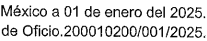 México a 01 de enero del 2025.
de Oficio.200010200/001/2025.